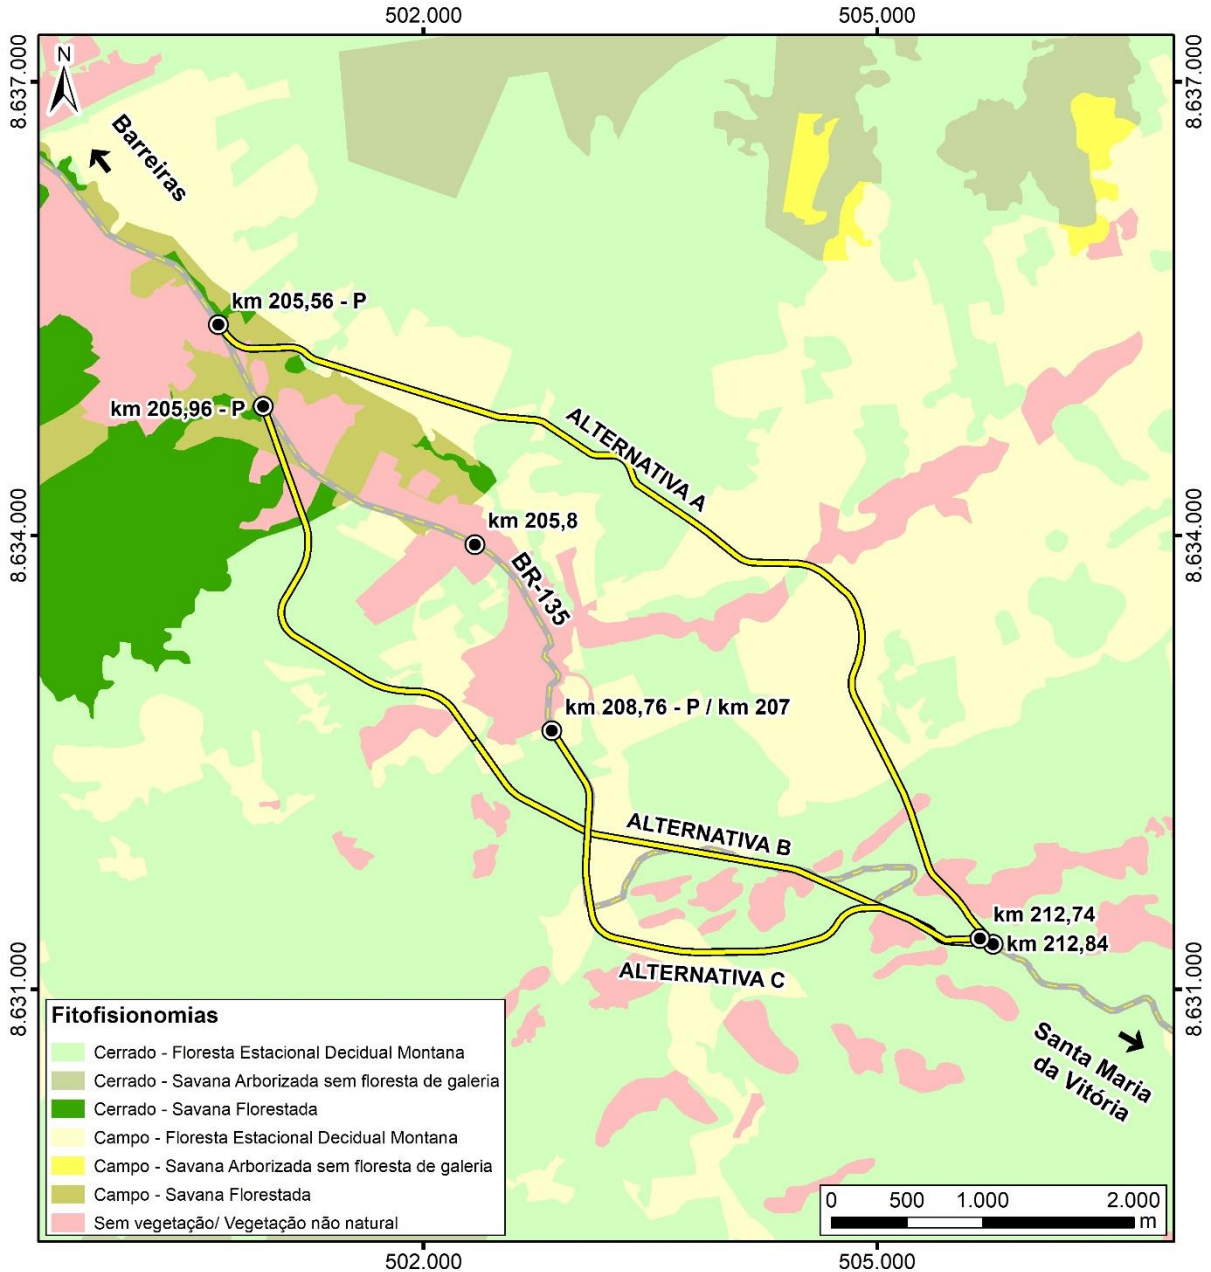 502.000
505.000
8.637.000
8.637.000
N
Barreiras
km 205,56 - P
km 205,96 - P
ALTERNATIVA A
8.634.000
8.634.000
km 205,8
BR-135
km 208,76 - P / km 207
ALTERNATIVA B
km 212,74
km 212,84
ALTERNATIVA C
8.631.000
8.631.000
Santa Maria
da Vitória
Fitofisionomias
Cerrado - Floresta Estacional Decidual Montana
Cerrado - Savana Arborizada sem floresta de galeria
Cerrado - Savana Florestada
Campo - Floresta Estacional Decidual Montana
Campo - Savana Arborizada sem floresta de galeria
Campo - Savana Florestada
Sem vegetação/ Vegetação não natural
0 500 1.000 2.000
m
502.000
505.000